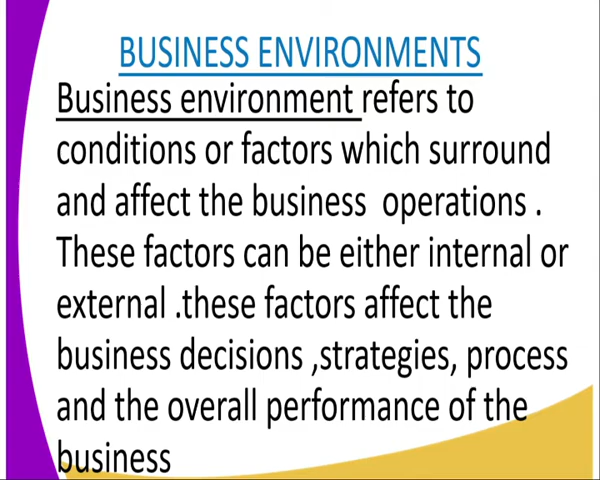 BUSINESS ENVIRONMENTS
Business environment refers to
conditions or factors which surround
and affect the business  operations .
These factors can be either internal or
external .these factors affect the
business decisions ,strategies, process
and the overall performance of the
business